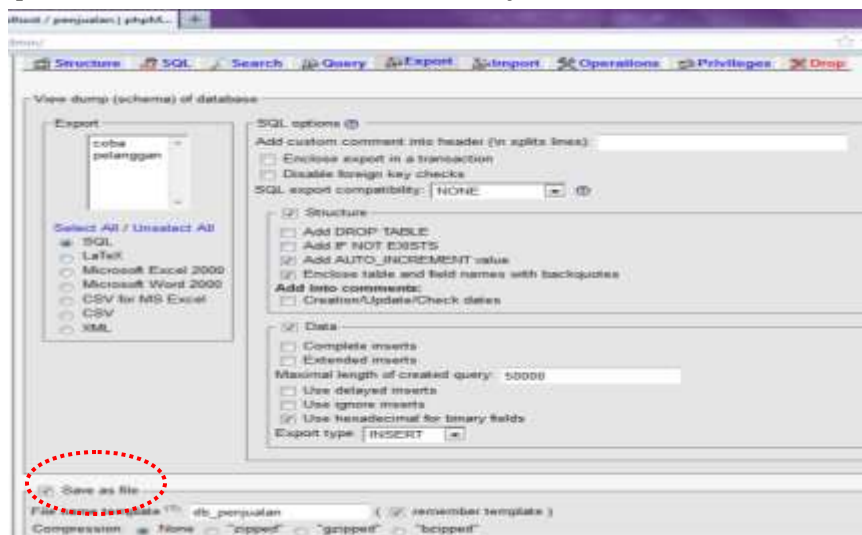 lhost / penjualan | phpM...
Structure SQL Search Query Export Import Operations Privileges Drop
View dump (schema) of database
Export
coba
pelanggan
Select All / Unselect All
SQL
LaTeX
Microsoft Excel 2000
Microsoft Word 2000
CSV for MS Excel
CSV
XML
SQL options
Add custom comment into header (\n splits lines):
Enclose export in a transaction
Disable foreign key checks
SQL export compatibility: NONE
Structure
Add DROP TABLE
Add IF NOT EXISTS
Add AUTO_INCREMENT value
Enclose table and field names with backquotes
Add into comments:
Creation/Update/Check dates
Data
Complete inserts
Extended inserts
Maximal length of created query: 50000
Use delayed inserts
Use ignore inserts
Use hexadecimal for binary fields
Export type: INSERT
Save as file
File name template db_penjualan ( remember template )
Compression None "zipped" "gzipped" "bzipped"